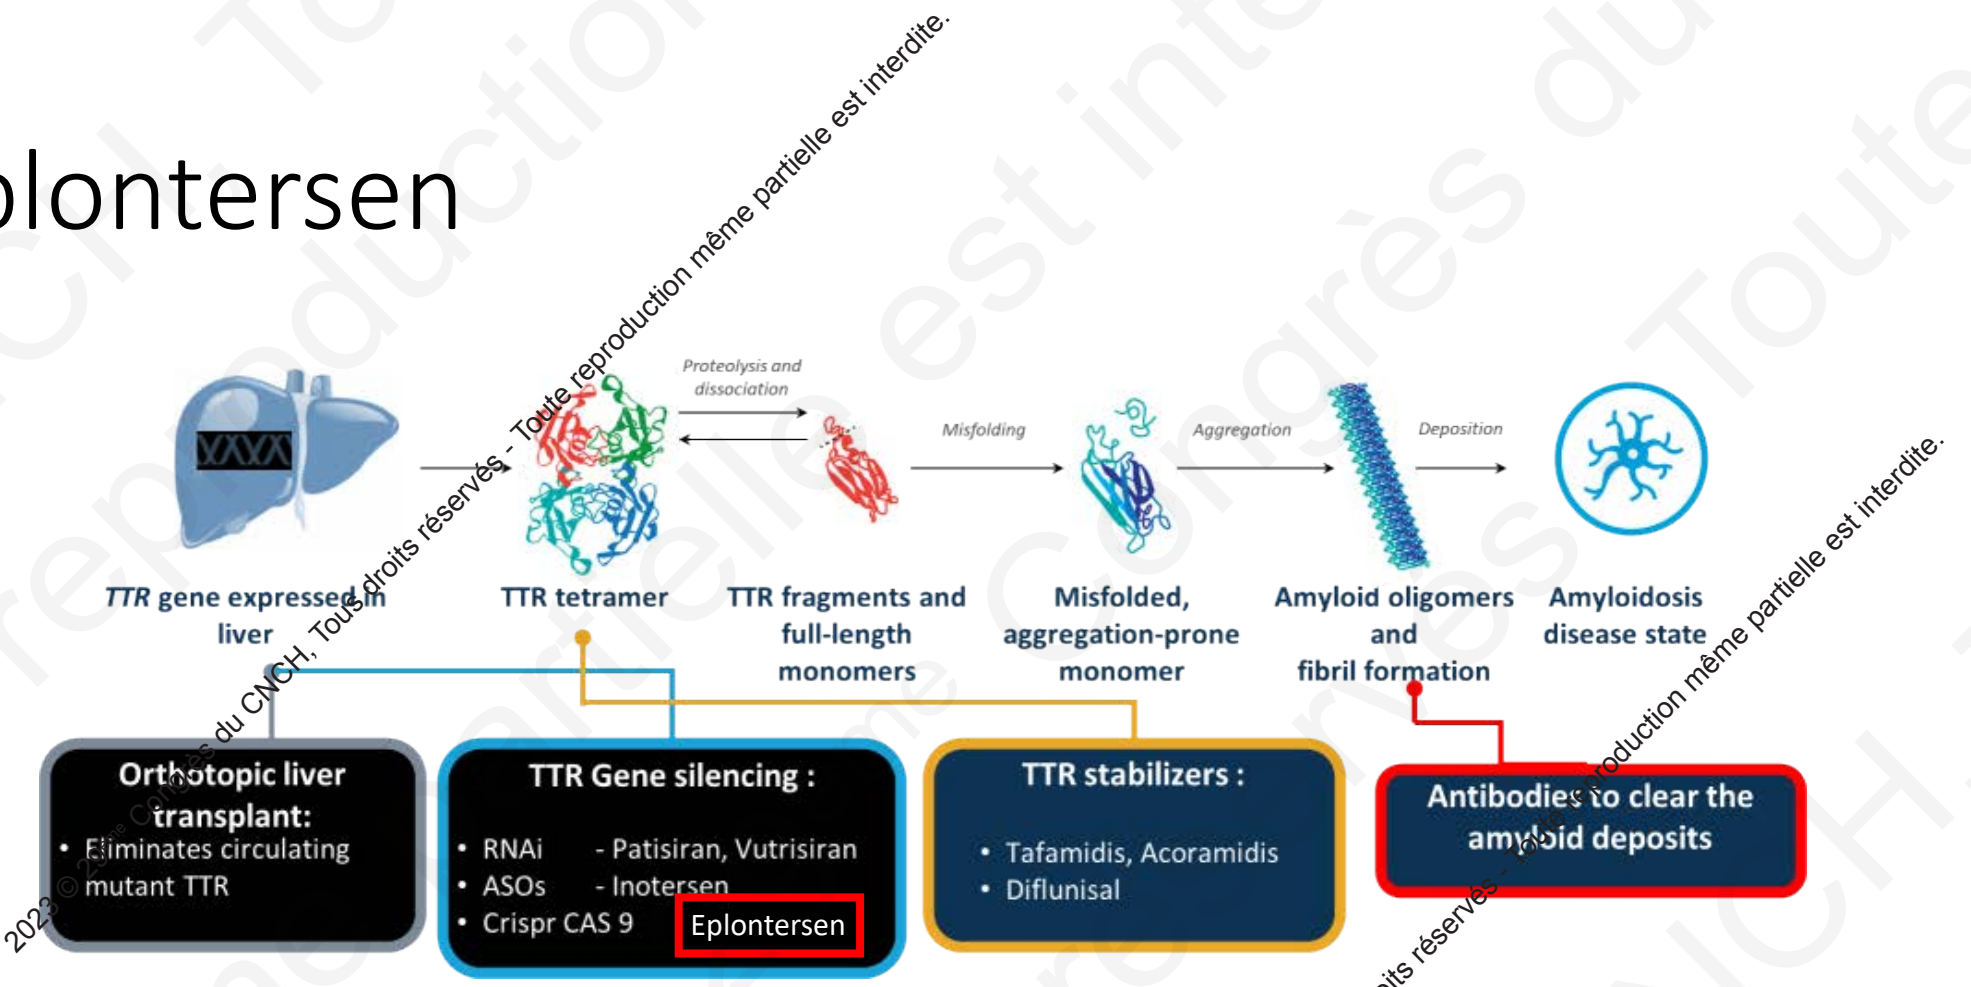 plontersen
Proteolysis and
dissociation
Misfolding
Aggregation
Deposition
TTR gene expressed in
liver
TTR tetramer
TTR fragments and
full-length
monomers
Misfolded,
aggregation-prone
monomer
Amyloid oligomers
and
fibril formation
Amyloidosis
disease state
Orthotopic liver
transplant:
• Eliminates circulating
mutant TTR
TTR Gene silencing :
• RNAi - Patisiran, Vutrisiran
• ASOs - Inotersen
• Crispr CAS 9
Eplontersen
TTR stabilizers :
• Tafamidis, Acoramidis
• Diflunisal
Antibodies to clear the
amyloid deposits
2023 © 29ème Congrès du CNCH, Tous droits réservés - Toute reproduction même partielle est interdite.
réservés - Toute reproduction même partielle est interdite.